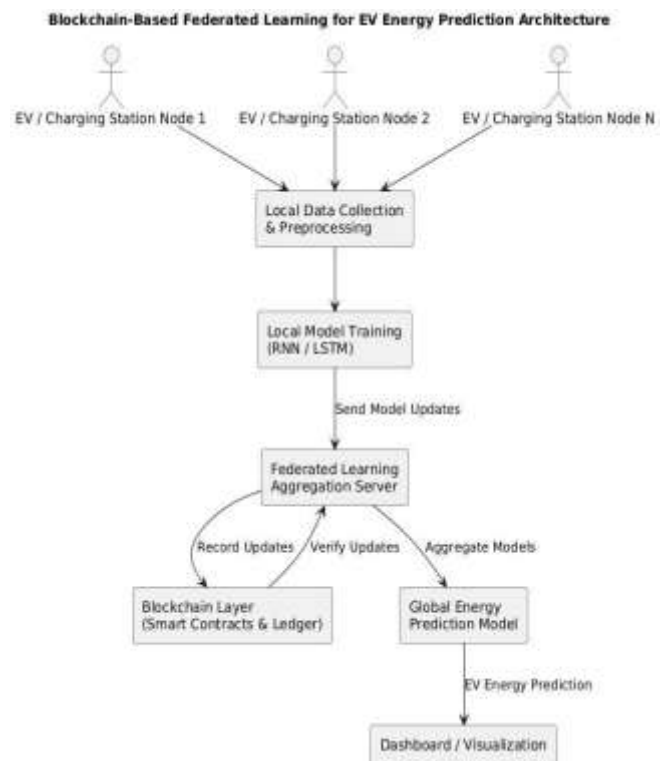 Blockchain-Based Federated Learning for EV Energy Prediction Architecture
EV / Charging Station Node 1
EV / Charging Station Node 2
EV / Charging Station Node N
Local Data Collection
& Preprocessing
Local Model Training
(RNN / LSTM)
Send Model Updates
Federated Learning
Aggregation Server
Record Updates
Verify Updates
Aggregate Models
Blockchain Layer
(Smart Contracts & Ledger)
Global Energy
Prediction Model
EV Energy Prediction
Dashboard / Visualization